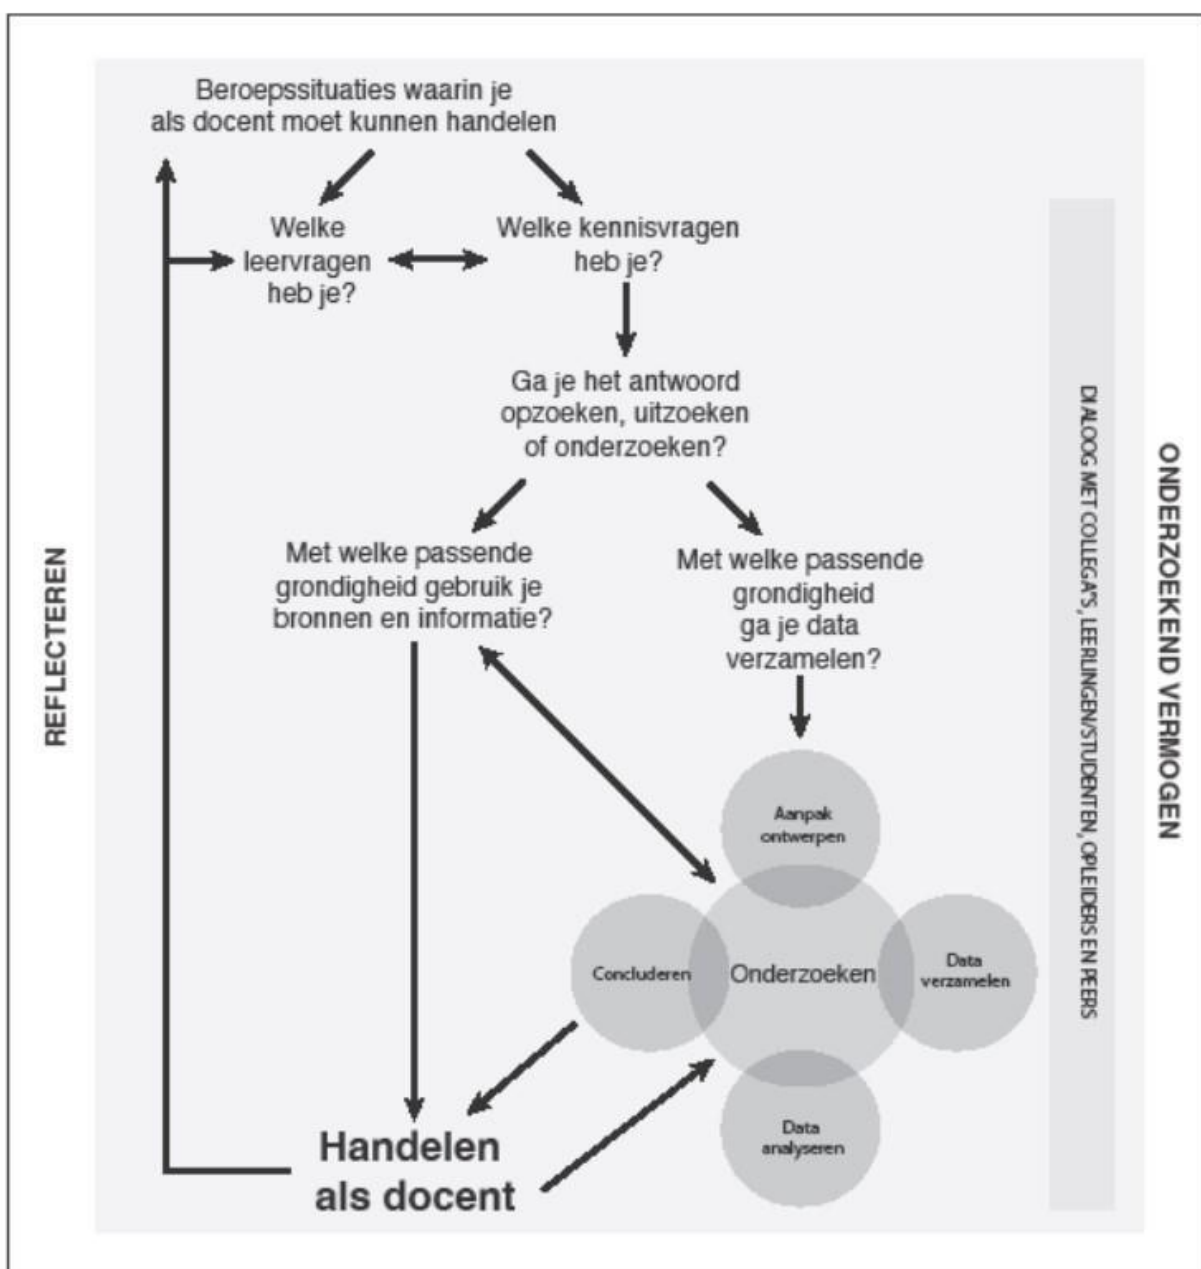 Beroepssituaties waarin je
als docent moet kunnen handelen
Welke
leervragen
heb je?
Welke kennisvragen
heb je?
Ga je het antwoord
opzoeken, uitzoeken
of onderzoeken?
Met welke passende
grondigheid gebruik je
bronnen en informatie?
Met welke passende
grondigheid
ga je data
verzamelen?
Aanpak
ontwerpen
Concluderen
Onderzoeken
Data
verzamelen
Data
analyseren
Handelen
als docent
REFLECTEREN
DIALOOG MET COLLEGA'S, LEERLINGEN/STUDENTEN, OPLEIDERS EN PEERS
ONDERZOEKEND VERMOGEN